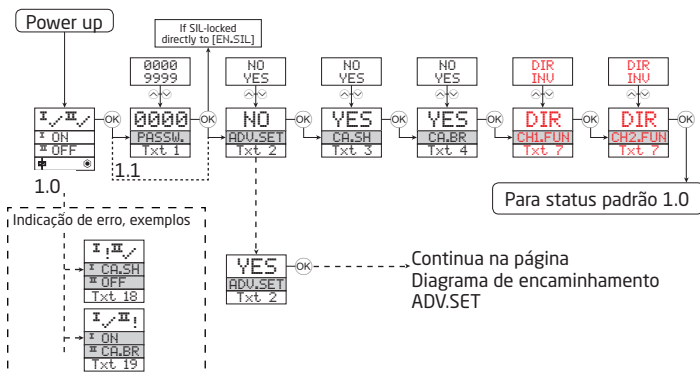 Power up
If SIL-locked
directly to [EN.SIL]
0000
9999
NO
YES
NO
YES
NO
YES
DIR
INV
DIR
INV
I ✓ II ✓
I ON
II OFF
OK
0000
PASSW.
Txt 1
OK
NO
ADV.SET
Txt 2
OK
YES
CA.SH
Txt 3
OK
YES
CA.BR
Txt 4
OK
DIR
CH1.FUN
Txt 7
OK
DIR
CH2.FUN
Txt 7
OK
1.0
1.1
Para status padrão 1.0
Indicação de erro, exemplos
I ! II ✓
I CA.SH
II OFF
Txt 18
I ✓ II !
I ON
II CA.BR
Txt 19
YES
ADV.SET
Txt 2
OK
Continua na página
Diagrama de encaminhamento
ADV.SET